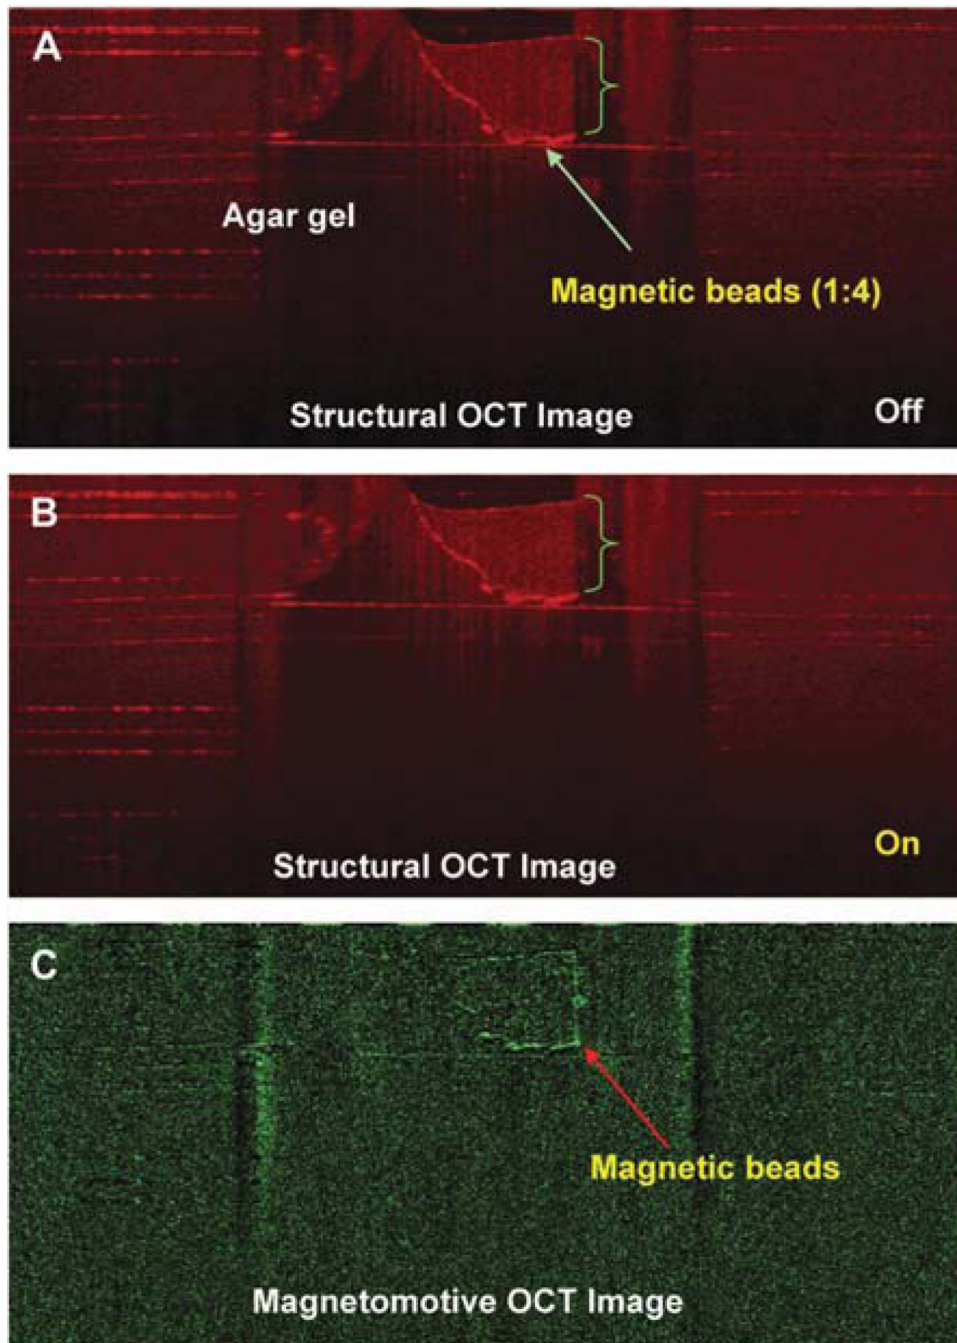 A
Agar gel
Magnetic beads (1:4)
Structural OCT Image
Off
B
On
Structural OCT Image
C
Magnetic beads
Magnetomotive OCT Image